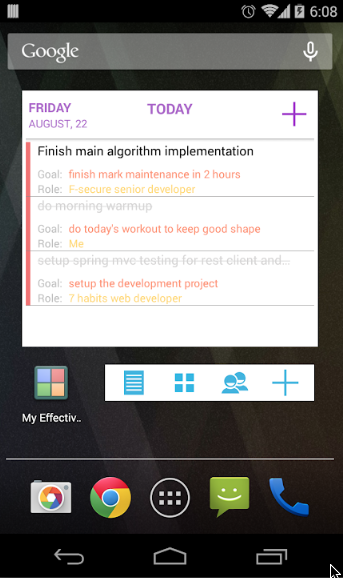 6:08
Google
FRIDAY
TODAY
AUGUST, 22
Finish main algorithm implementation
Goal: finish mark maintenance in 2 hours
Role: F-secure senior developer
do morning warmup
Goal: do today's workout to keep good shape
Role: Me
setup spring mvc testing for rest client and...
Goal: setup the development project
Role: 7 habits web developer
My Effectiv..